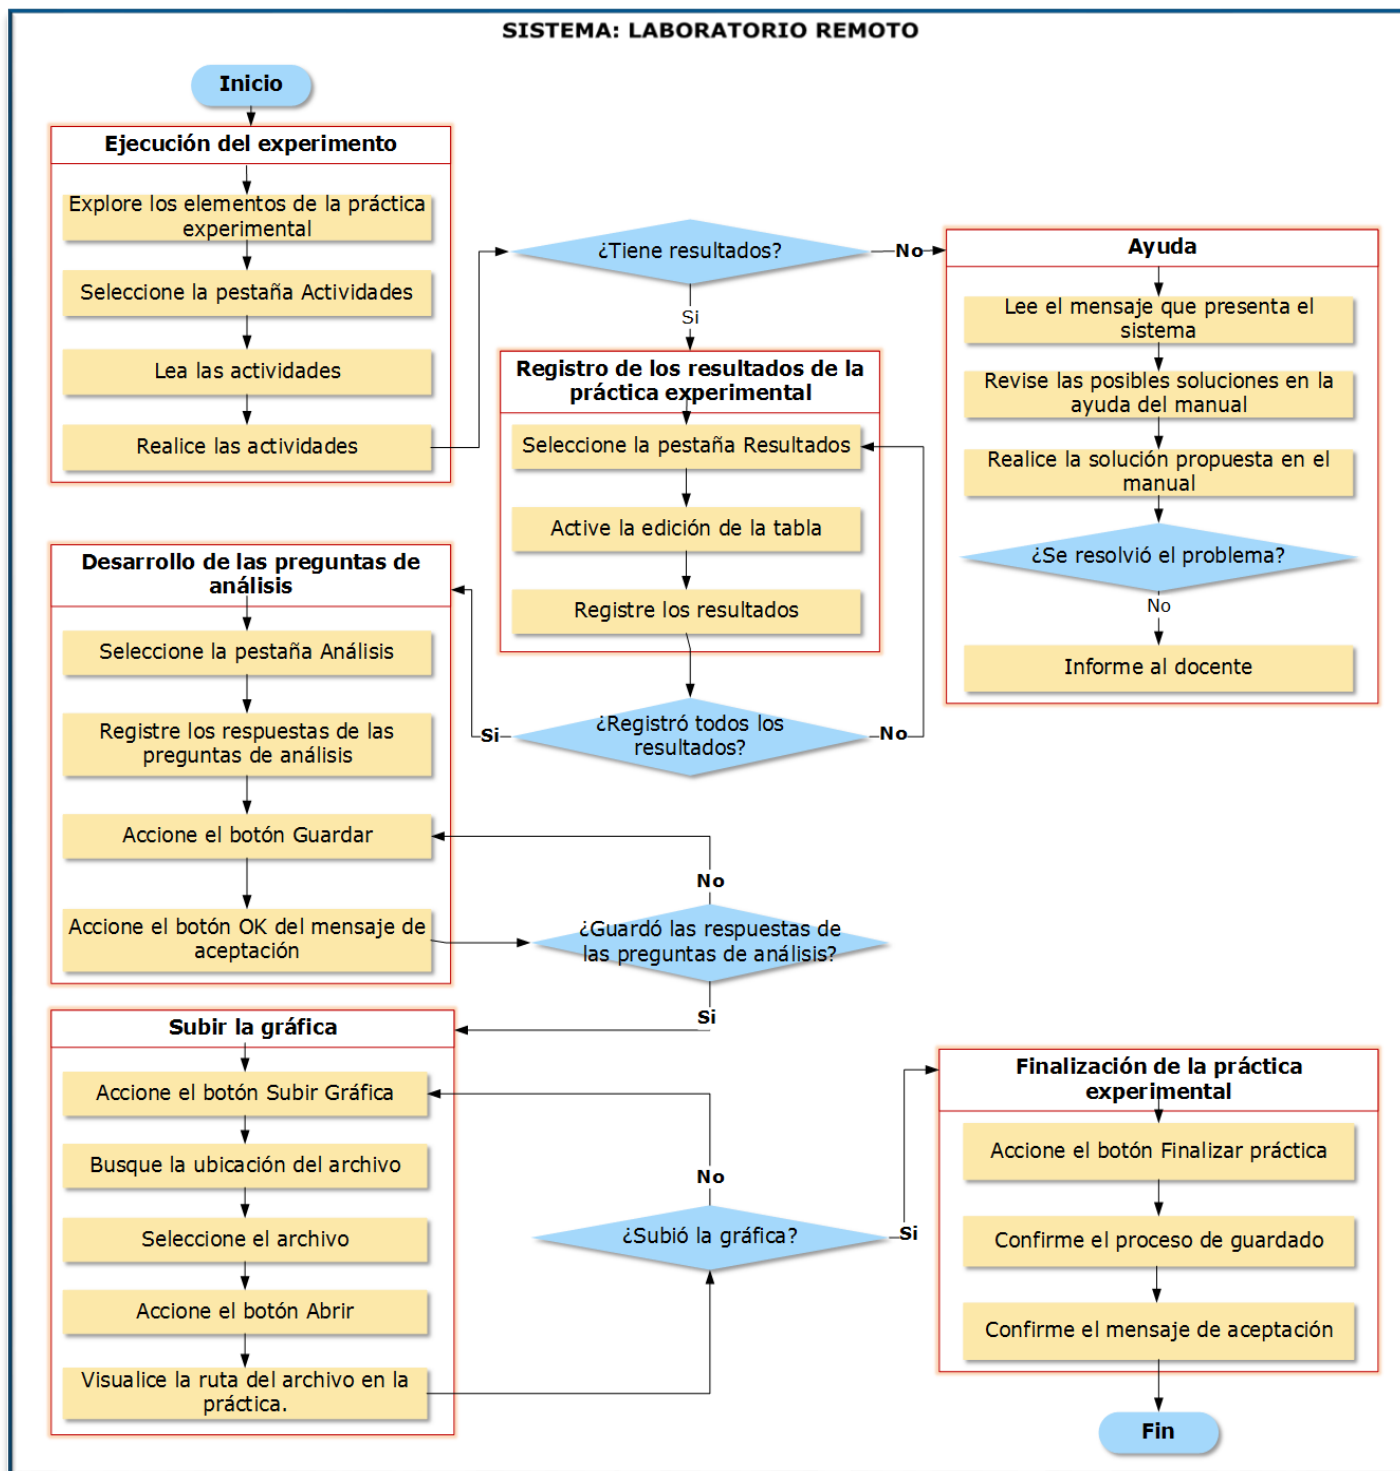 SISTEMA: LABORATORIO REMOTO
Inicio
Ejecución del experimento
Explore los elementos de la práctica
experimental
Seleccione la pestaña Actividades
Lea las actividades
Realice las actividades
¿Tiene resultados?
No
Si
Ayuda
Lee el mensaje que presenta el
sistema
Revise las posibles soluciones en la
ayuda del manual
Realice la solución propuesta en el
manual
¿Se resolvió el problema?
No
Informe al docente
Registro de los resultados de la
práctica experimental
Seleccione la pestaña Resultados
Active la edición de la tabla
Registre los resultados
¿Registró todos los
resultados?
Si
No
Desarrollo de las preguntas de
análisis
Seleccione la pestaña Análisis
Registre los respuestas de las
preguntas de análisis
Accione el botón Guardar
Accione el botón OK del mensaje de
aceptación
No
¿Guardó las respuestas de
las preguntas de análisis?
Si
Subir la gráfica
Accione el botón Subir Gráfica
Busque la ubicación del archivo
Seleccione el archivo
Accione el botón Abrir
Visualice la ruta del archivo en la
práctica.
No
¿Subió la gráfica?
Si
Finalización de la práctica
experimental
Accione el botón Finalizar práctica
Confirme el proceso de guardado
Confirme el mensaje de aceptación
Fin